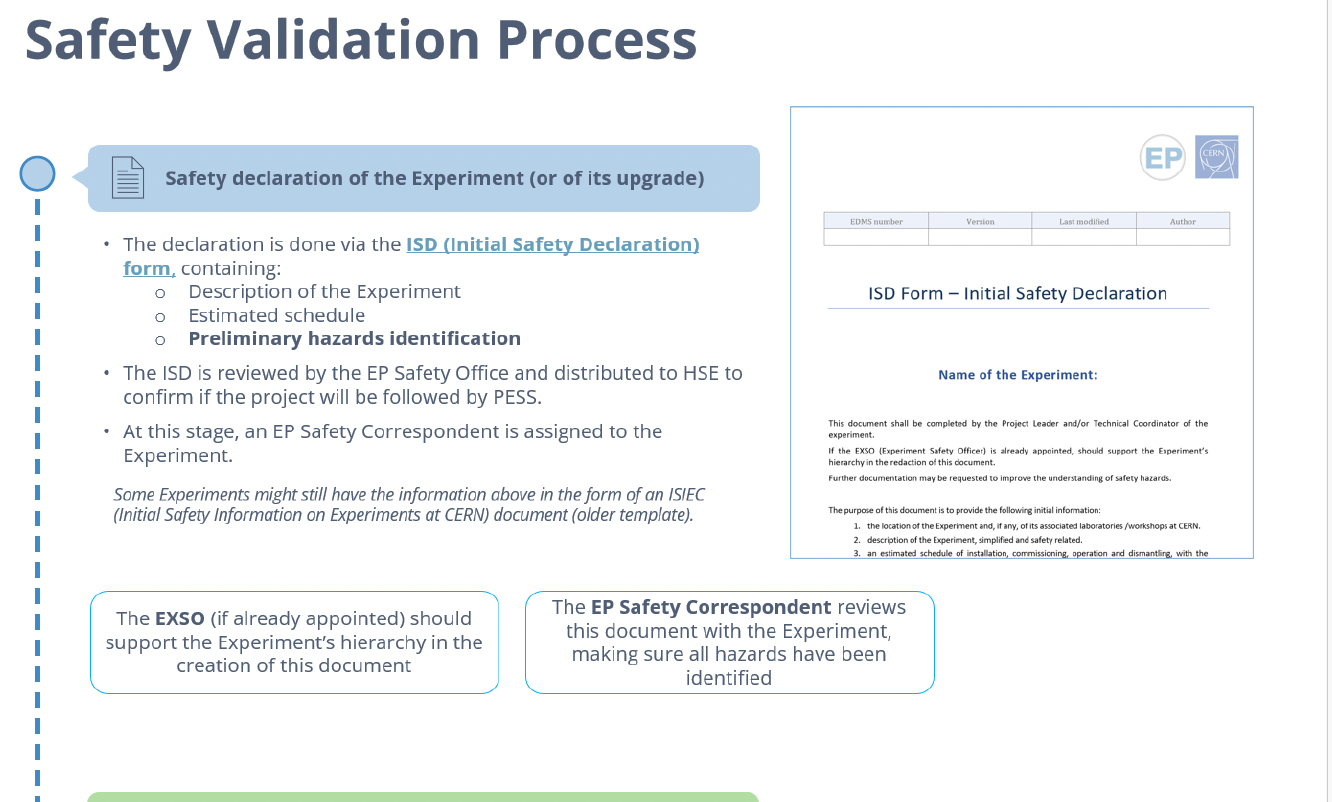 Safety Validation Process
Safety declaration of the Experiment (or of its upgrade)
• The declaration is done via the ISD (Initial Safety Declaration)
form, containing:
o Description of the Experiment
o Estimated schedule
o Preliminary hazards identification
• The ISD is reviewed by the EP Safety Office and distributed to HSE to
confirm if the project will be followed by PESS.
• At this stage, an EP Safety Correspondent is assigned to the
Experiment.
Some Experiments might still have the information above in the form of an ISIEC
(Initial Safety Information on Experiments at CERN) document (older template).
EP CERN
EDMS number Version Last modified Author
ISD Form – Initial Safety Declaration
Name of the Experiment:
This document shall be completed by the Project Leader and/or Technical Coordinator of the
experiment.
If the EXSO (Experiment Safety Officer) is already appointed, should support the Experiment's
hierarchy in the redaction of this document.
Further documentation may be requested to improve the understanding of safety hazards.
The purpose of this document is to provide the following initial information:
1. the location of the Experiment and, if any, of its associated laboratories /workshops at CERN.
2. description of the Experiment, simplified and safety related.
3. an estimated schedule of installation, commissioning, operation and dismantling, with the
The EXSO (if already appointed) should
support the Experiment's hierarchy in the
creation of this document
The EP Safety Correspondent reviews
this document with the Experiment,
making sure all hazards have been
identified